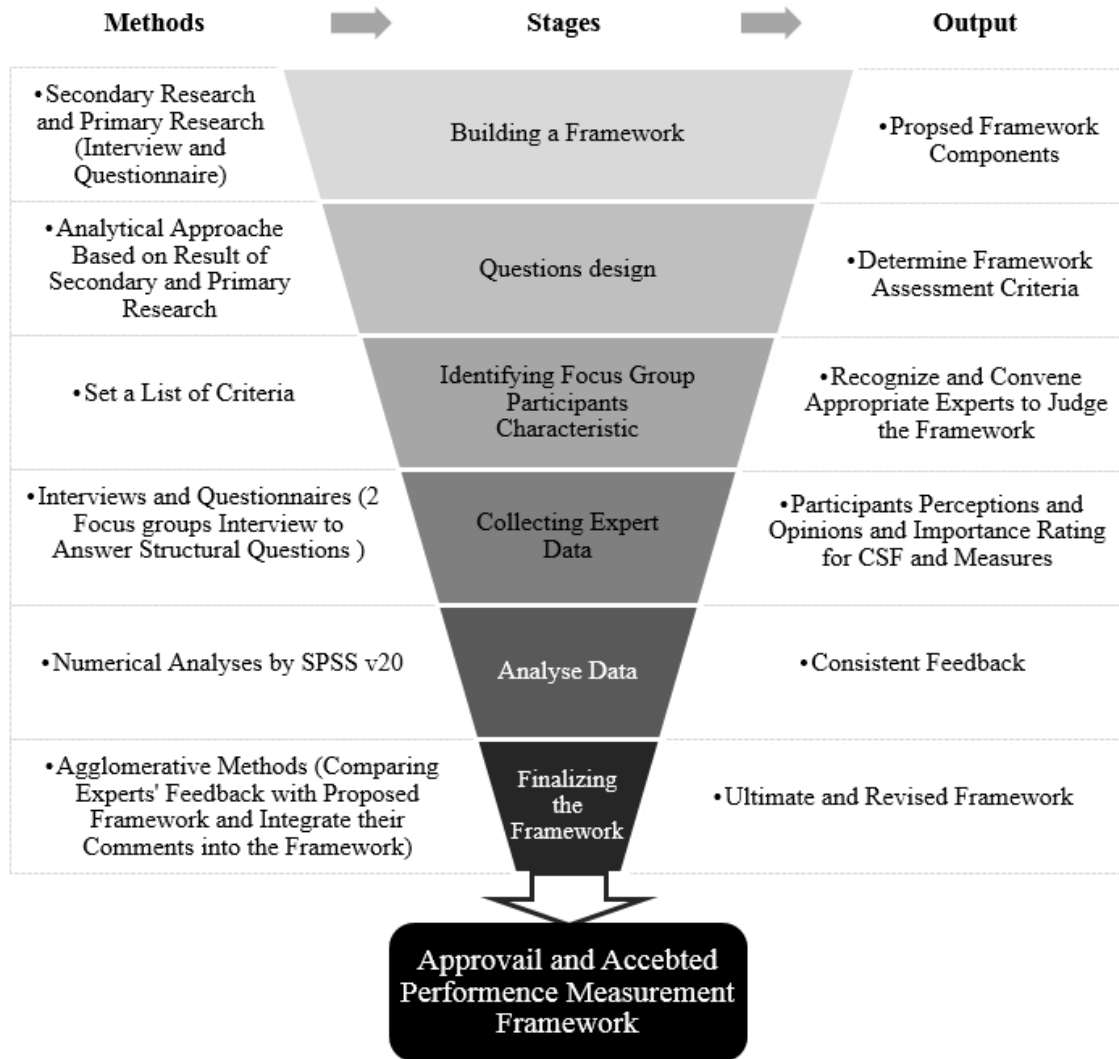 Methods
Stages
Output
•Secondary Research
and Primary Research
(Interview and
Questionnaire)
Building a Framework
•Propsed Framework
Components
•Analytical Approache
Based on Result of
Secondary and Primary
Research
Questions design
•Determine Framework
Assessment Criteria
•Set a List of Criteria
Identifying Focus Group
Participants
Characteristic
•Recognize and Convene
Appropriate Experts to Judge
the Framework
•Interviews and Questionnaires (2
Focus groups Interview to
Answer Structural Questions )
Collecting Expert
Data
•Participants Perceptions and
Opinions and Importance Rating
for CSF and Measures
•Numerical Analyses by SPSS v20
Analyse Data
•Consistent Feedback
•Agglomerative Methods (Comparing
Experts' Feedback with Proposed
Framework and Integrate their
Comments into the Framework)
Finalizing
the
Framework
•Ultimate and Revised Framework
Approvail and Accebted
Performence Measurement
Framework